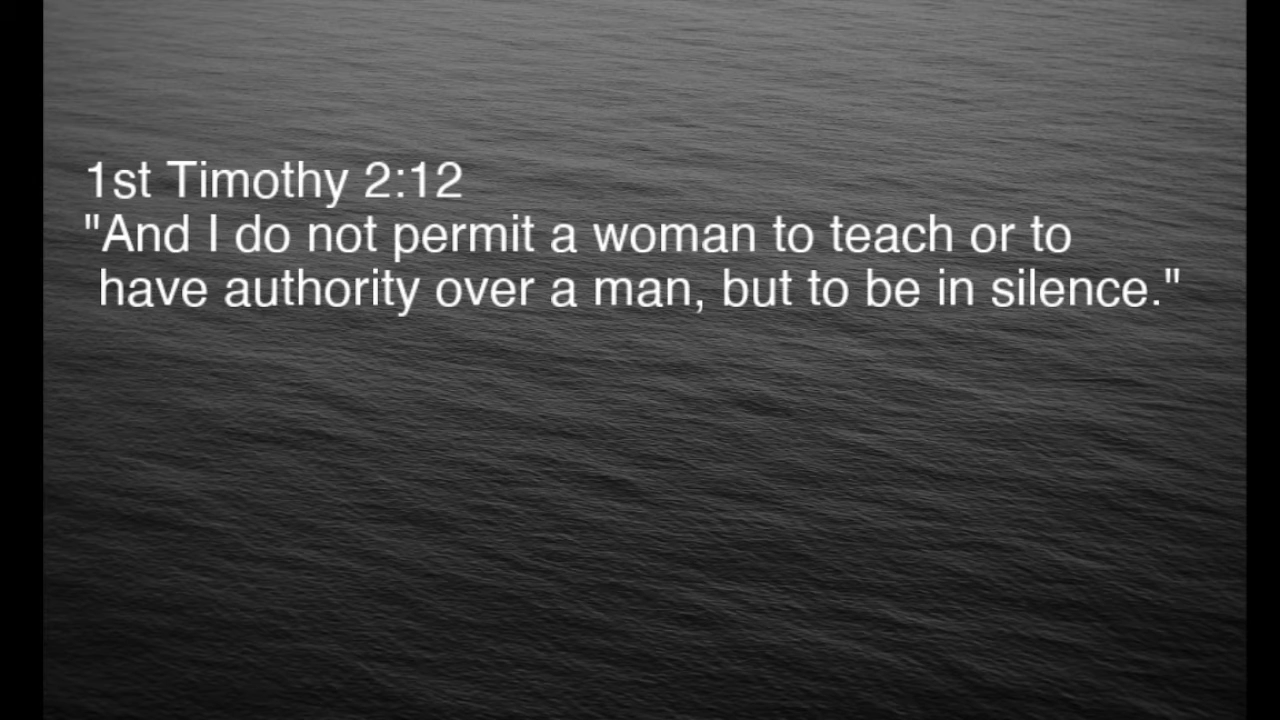 1st Timothy 2:12
"And I do not permit a woman to teach or to
have authority over a man, but to be in silence."